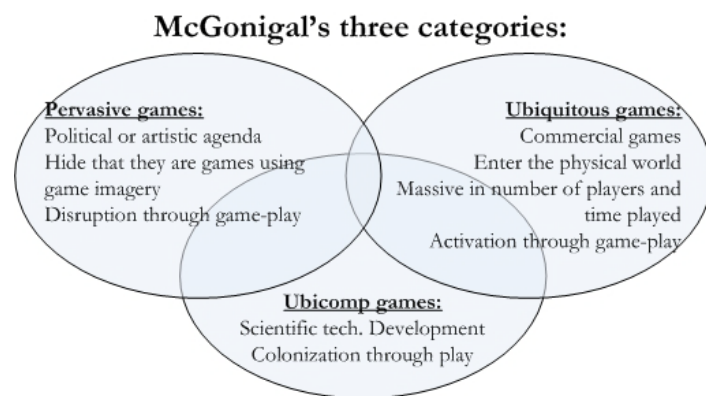 McGonigal's three categories:
Pervasive games:
Political or artistic agenda
Hide that they are games using
game imagery
Disruption through game-play
Ubiquitous games:
Commercial games
Enter the physical world
Massive in number of players and
time played
Activation through game-play
Ubicomp games:
Scientific tech. Development
Colonization through play